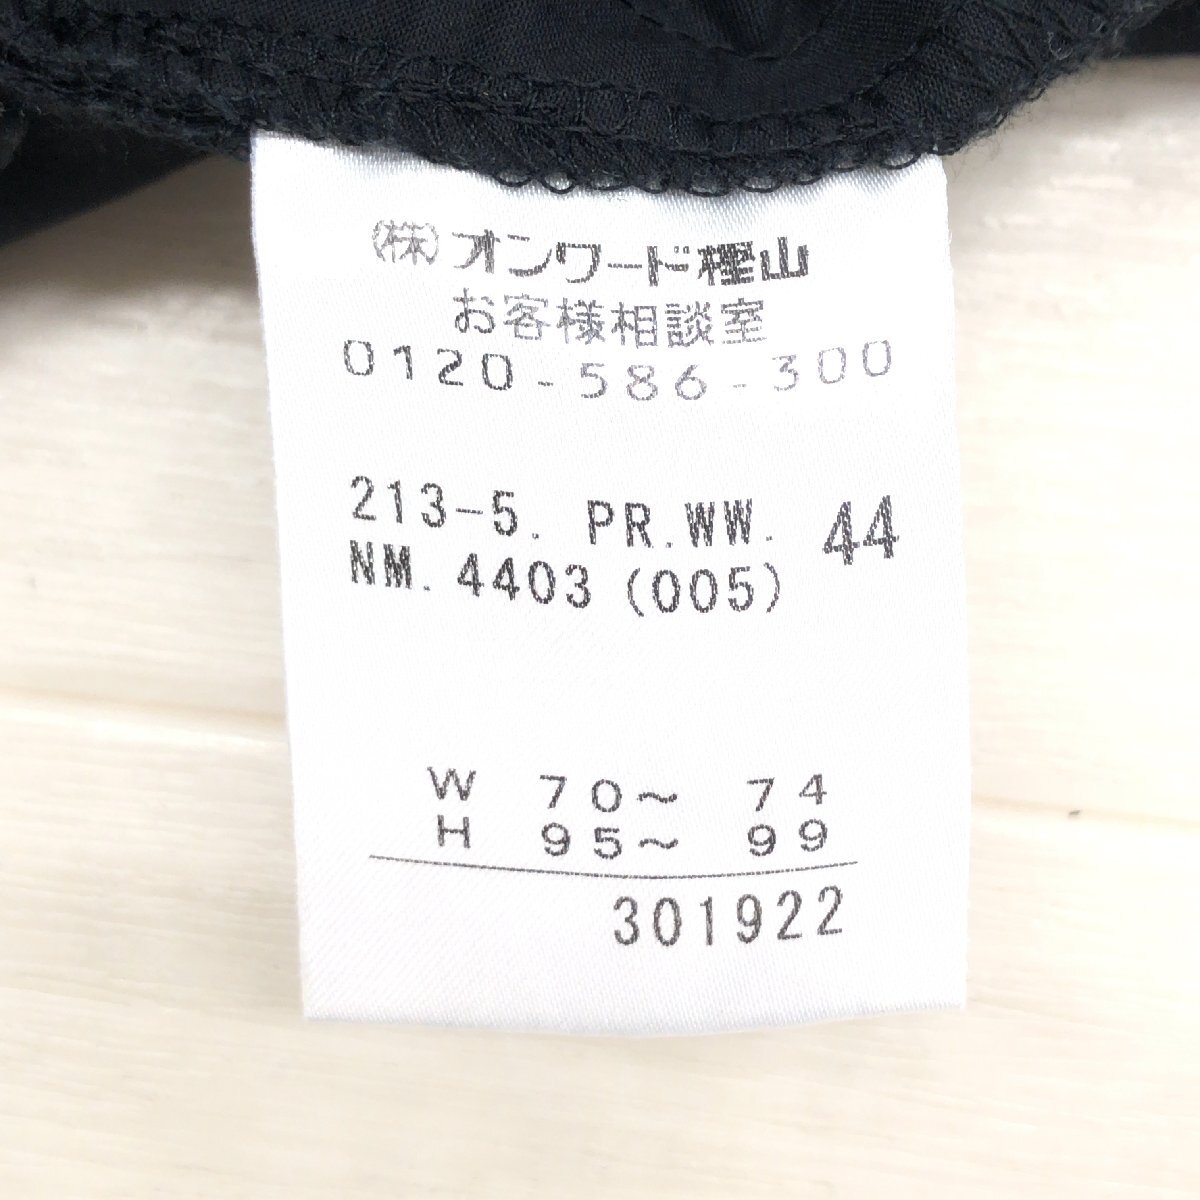 ㈱オンワード樫山
お客様相談室
0120-586-300
213-5. PR.WW. 44
NM. 4403 (005)
W 70～ 74
H 95～ 99
301922